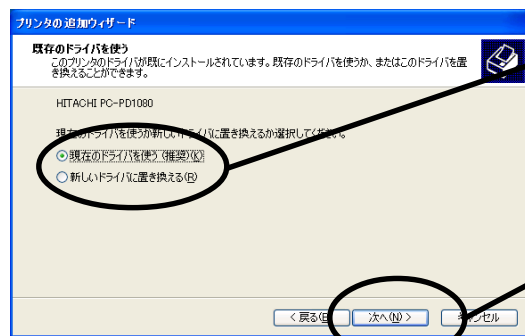 プリンタの追加ウィザード
既存のドライバを使う
このプリンタのドライバが既にインストールされています。既存のドライバを使うか、またはこのドライバを置
き換えることができます。
HITACHI PC-PD1080
現在のドライバを使うか新しいドライバに置き換えるか選択してください。
現在のドライバを使う (推奨)(K)
新しいドライバに置き換える(R)
< 戻る(B) 次へ(N) > キャンセル